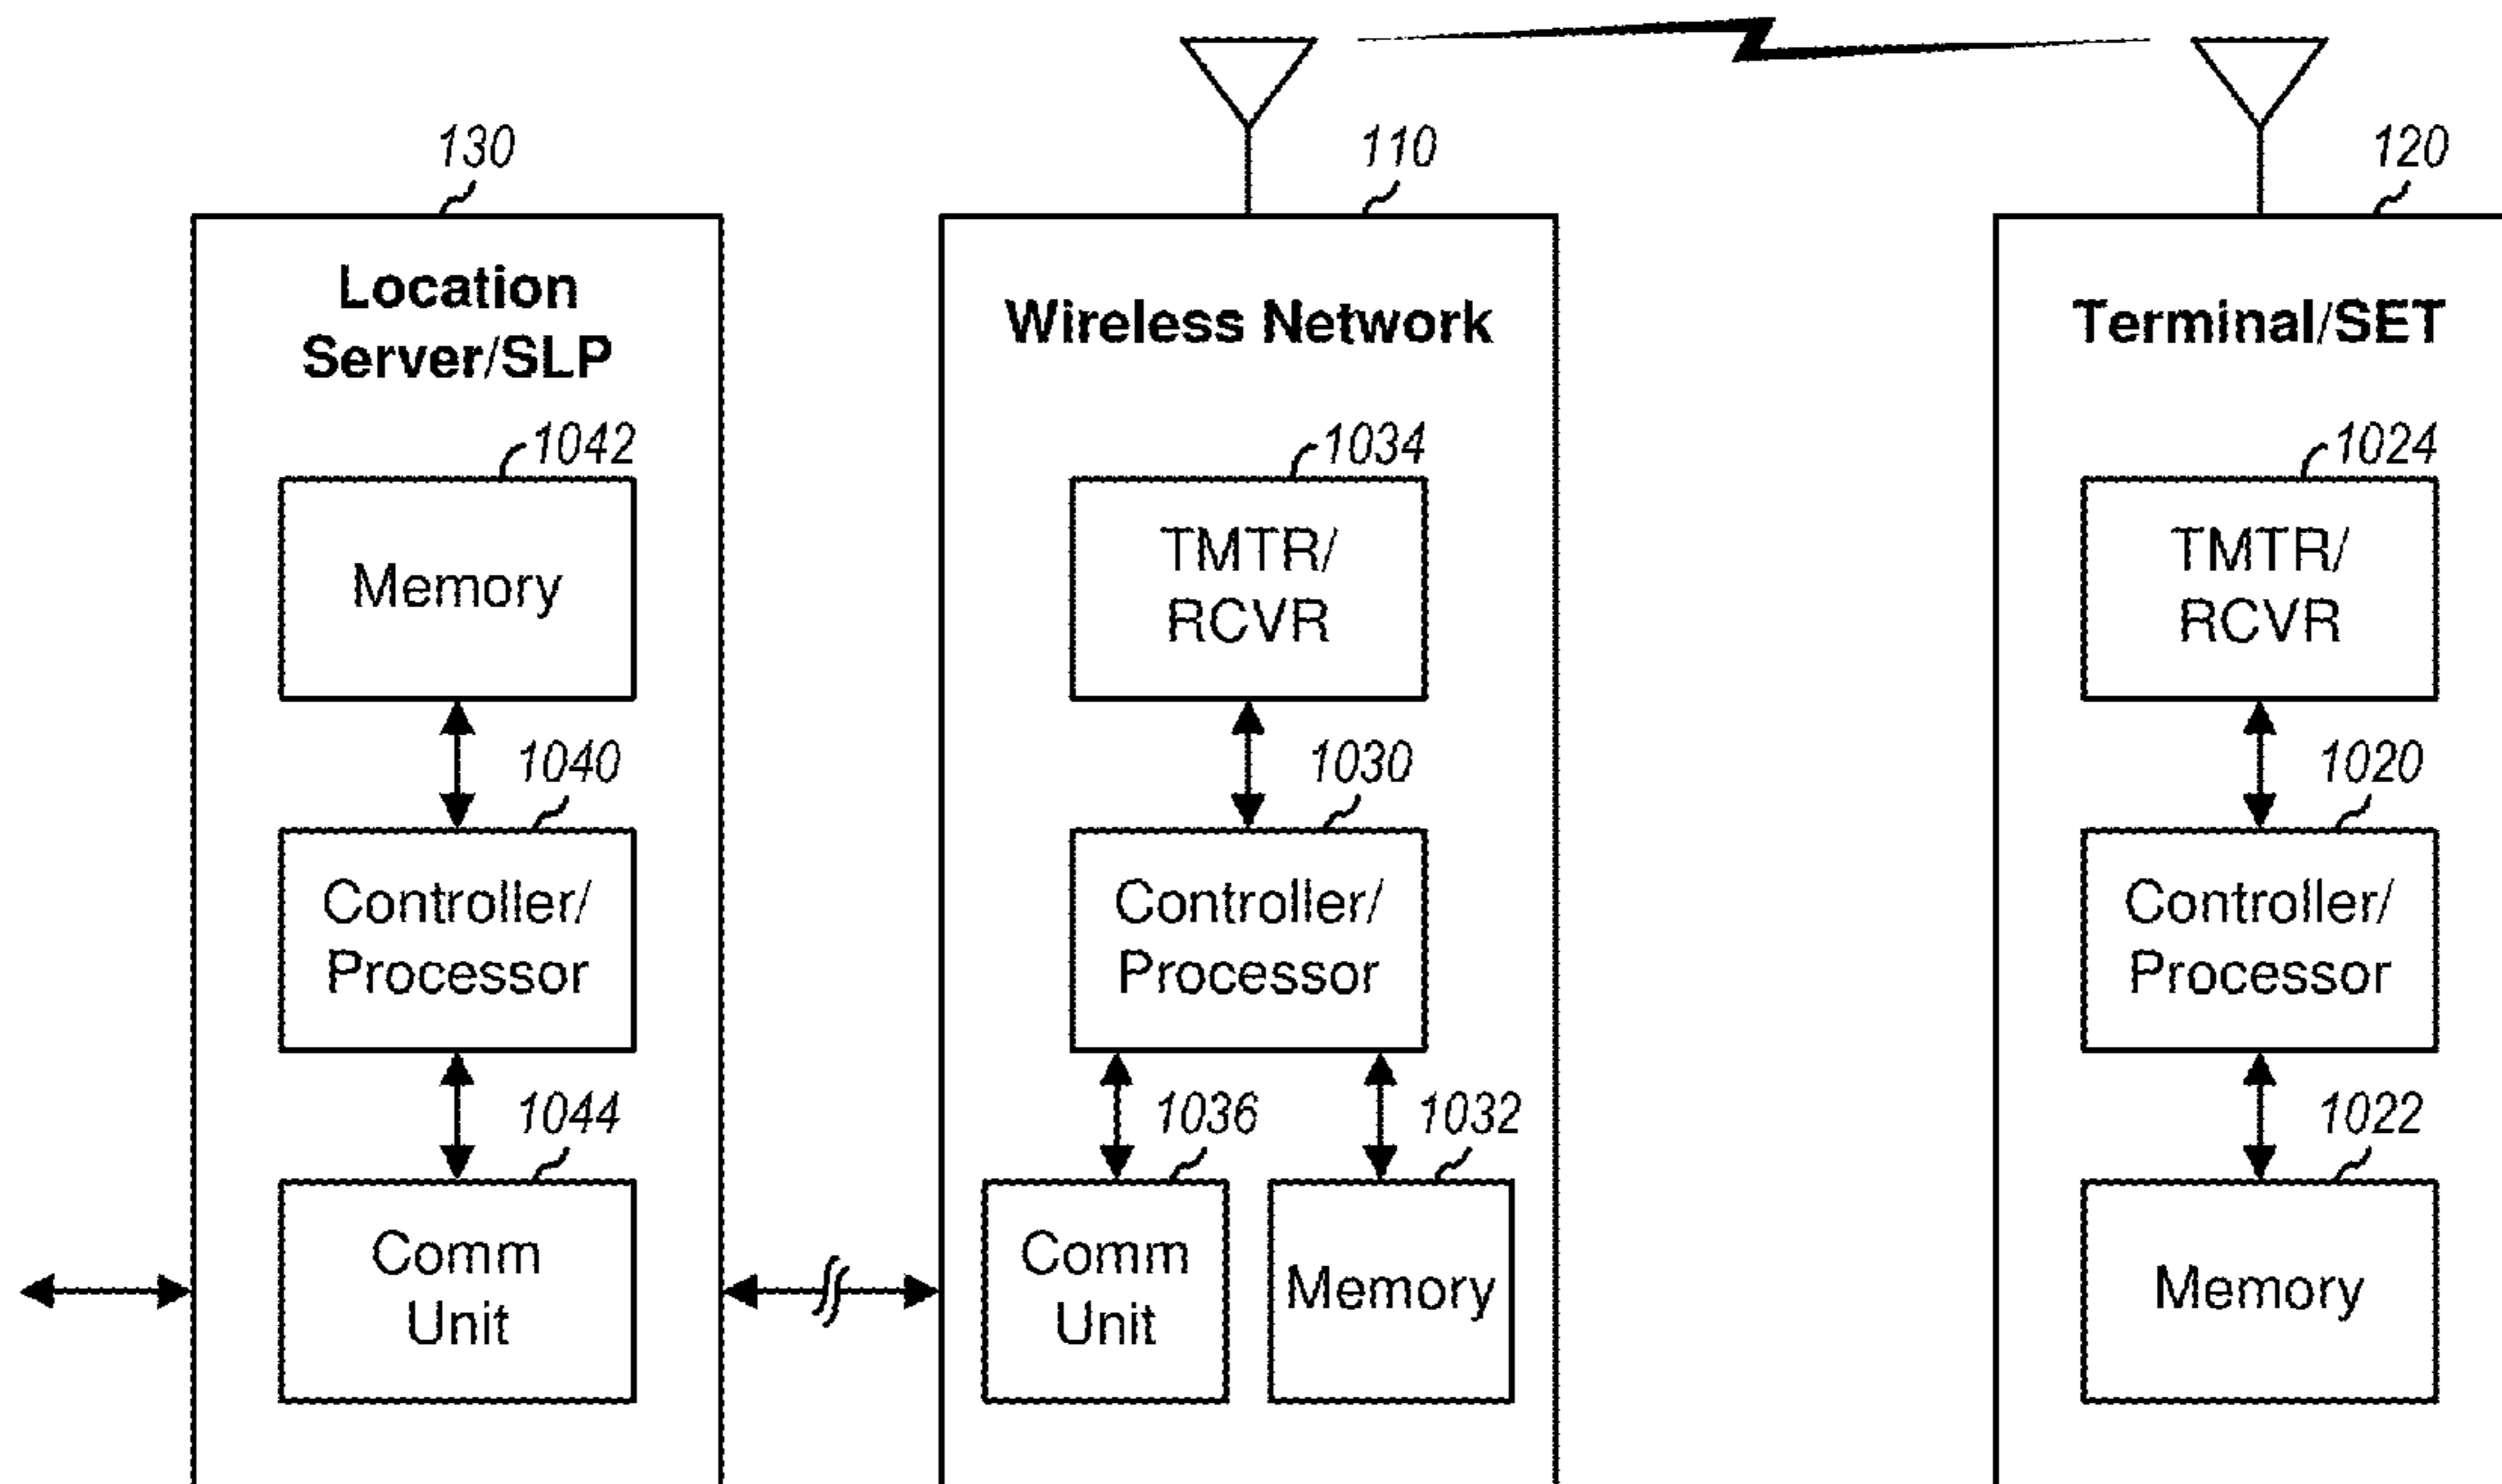 130
110
120
Location
Server/SLP
Wireless Network
Terminal/SET
1042
1034
1024
Memory
TMTR/
RCVR
TMTR/
RCVR
1040
1030
1020
Controller/
Processor
Controller/
Processor
Controller/
Processor
1044
1036
1032
1022
Comm
Unit
Comm
Unit
Memory
Memory